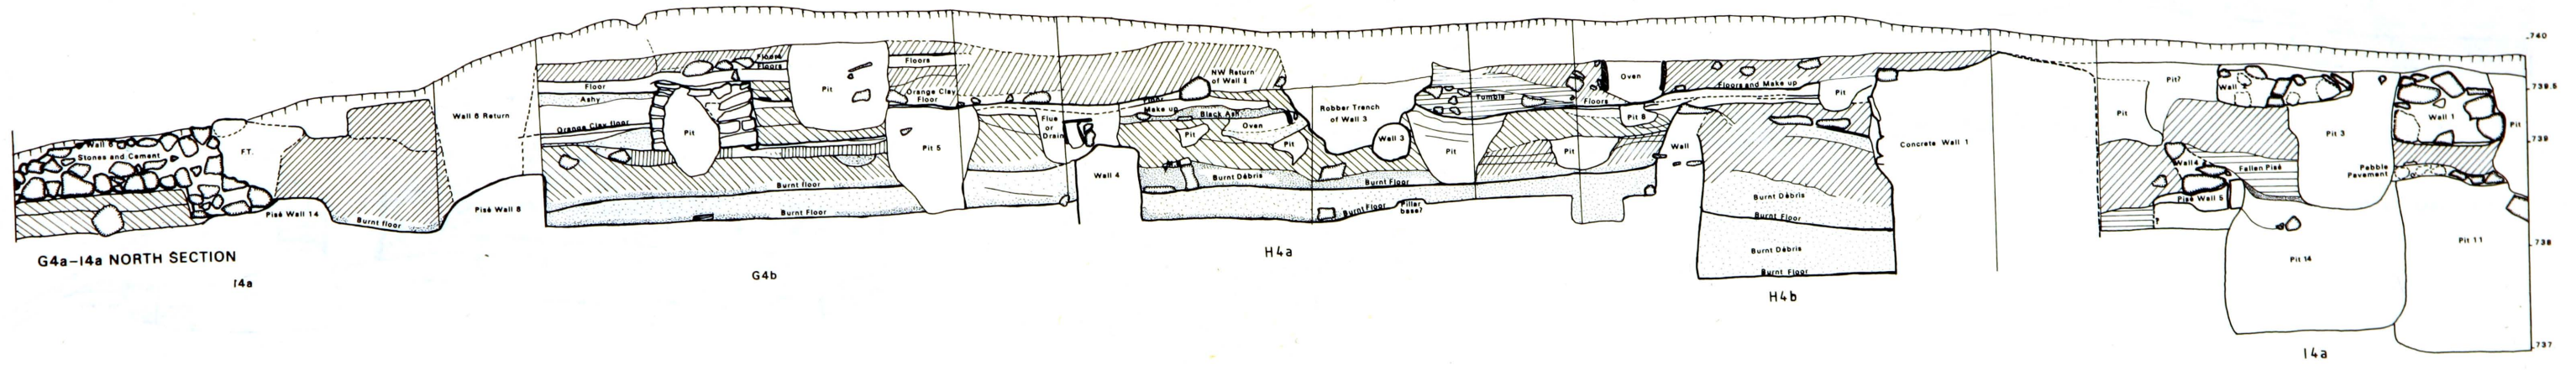 Wall 6
Stones and Cement
F.T.
Pisé Wall 14
Burnt floor
Wall 6 Return
Pisé Wall 8
Floor
Ashy
Orange Clay floor
Floors
Floors
Pit
Pit
Burnt floor
Burnt Floor
Floors
Orange Clay
Floor
Pit 5
Flue
or
Drain
Wall 4
NW Return
of Wall 1
Make up
Black Ash
Pit
Oven
Pit
Burnt Débris
Robber Trench
of Wall 3
Wall 3
Burnt Floor
Burnt Floor
Pillar
base?
Tumble
Pit
Oven
Floors
Pit 8
Pit
Wall
Floors and Make up
Pit
Burnt Débris
Burnt Floor
Burnt Débris
Burnt Floor
Concrete Wall 1
Pit?
Pit
Wall
Wall 4
Fallen Pisé
Pisé Wall 5
?
Pit 3
Pebble
Pavement
Wall 1
Pit
Pit 14
Pit 11
740
739.5
739
738
737
G4a–I4a NORTH SECTION
I4a
G4b
H4a
H4b
I4a